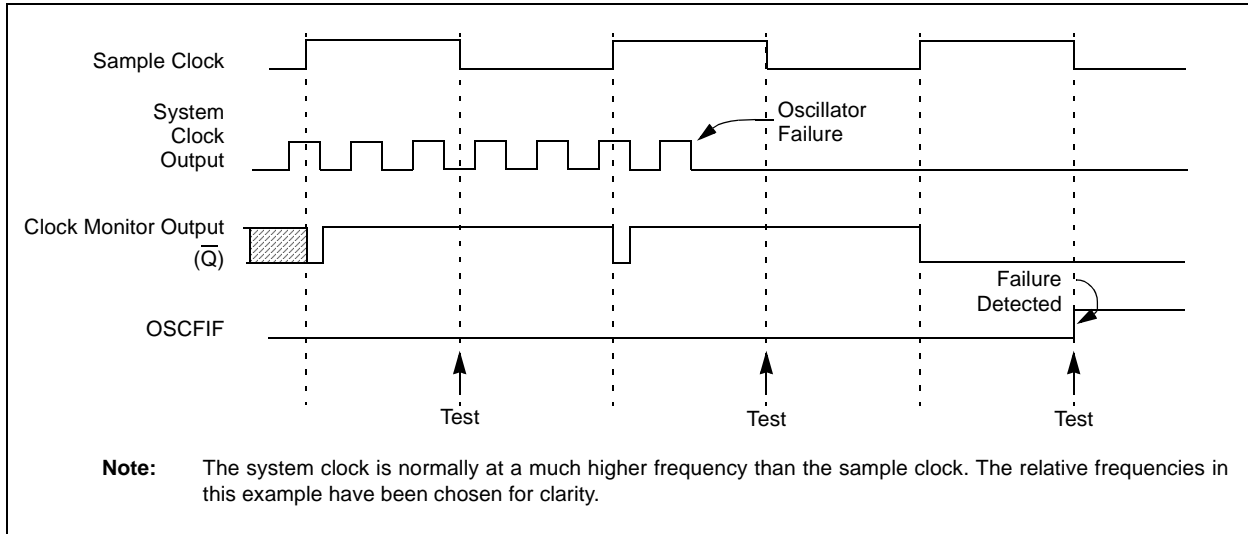 Sample Clock
System
Clock
Output
Oscillator
Failure
Clock Monitor Output
(Q̅)
Failure
Detected
OSCFIF
Test
Test
Test
Note: The system clock is normally at a much higher frequency than the sample clock. The relative frequencies in
this example have been chosen for clarity.